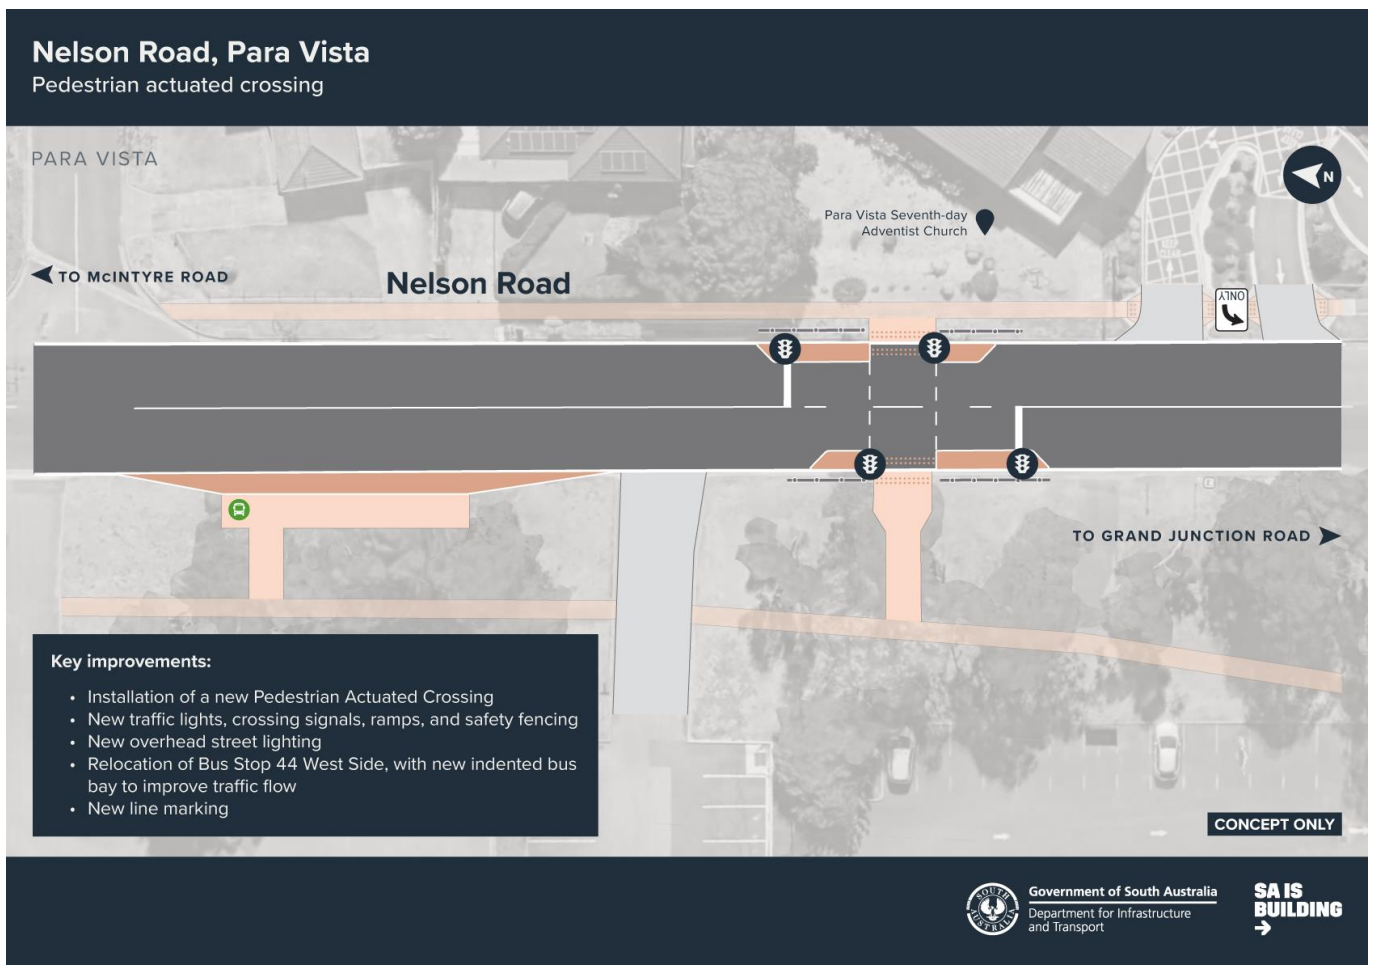 Nelson Road, Para Vista
Pedestrian actuated crossing
PARA VISTA
N
Para Vista Seventh-day
Adventist Church
TO McINTYRE ROAD
Nelson Road
KEEP
CLEAR
ONLY
TO GRAND JUNCTION ROAD
Key improvements:
• Installation of a new Pedestrian Actuated Crossing
• New traffic lights, crossing signals, ramps, and safety fencing
• New overhead street lighting
• Relocation of Bus Stop 44 West Side, with new indented bus
bay to improve traffic flow
• New line marking
CONCEPT ONLY
SOUTH AUSTRALIA
Government of South Australia
Department for Infrastructure
and Transport
SA IS
BUILDING